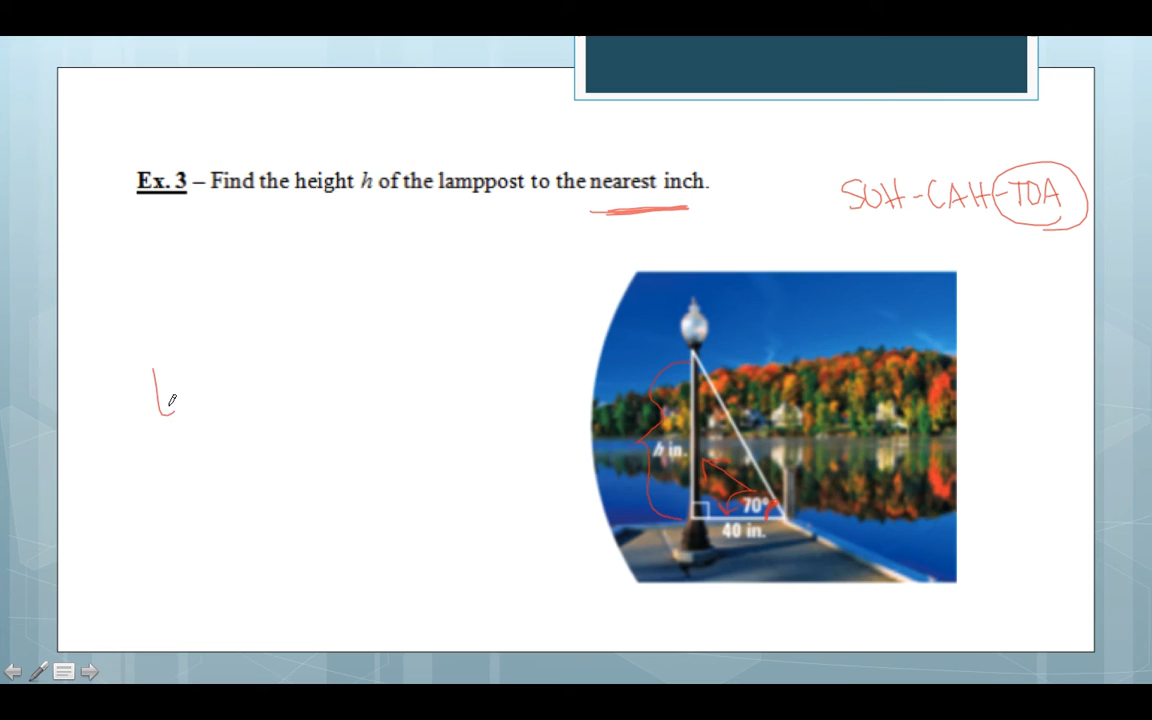 Ex. 3 – Find the height h of the lamppost to the nearest inch.
SOH-CAH-TOA
h in.
70°
40 in.